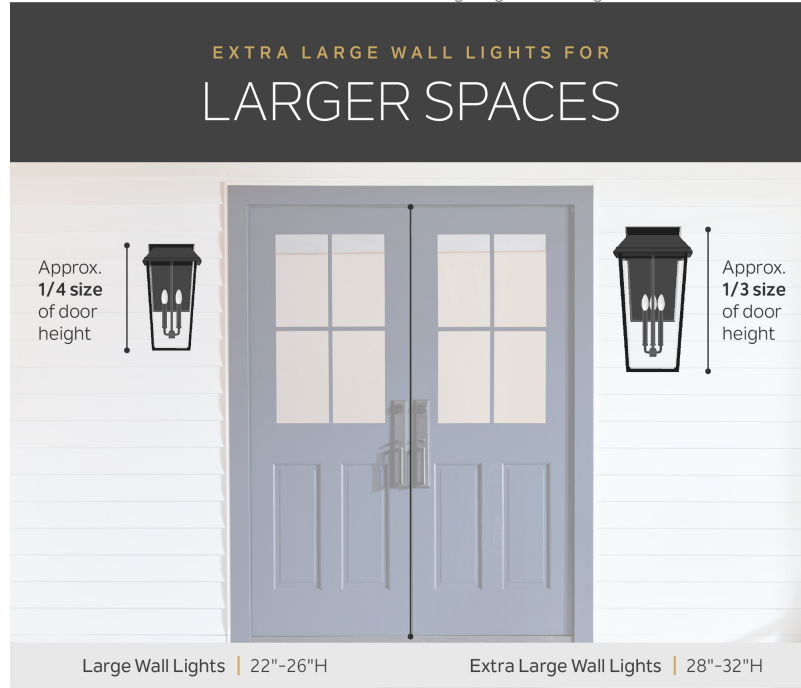 EXTRA LARGE WALL LIGHTS FOR
LARGER SPACES
Approx.
1/4 size
of door
height
Approx.
1/3 size
of door
height
Large Wall Lights | 22"-26"H
Extra Large Wall Lights | 28"-32"H